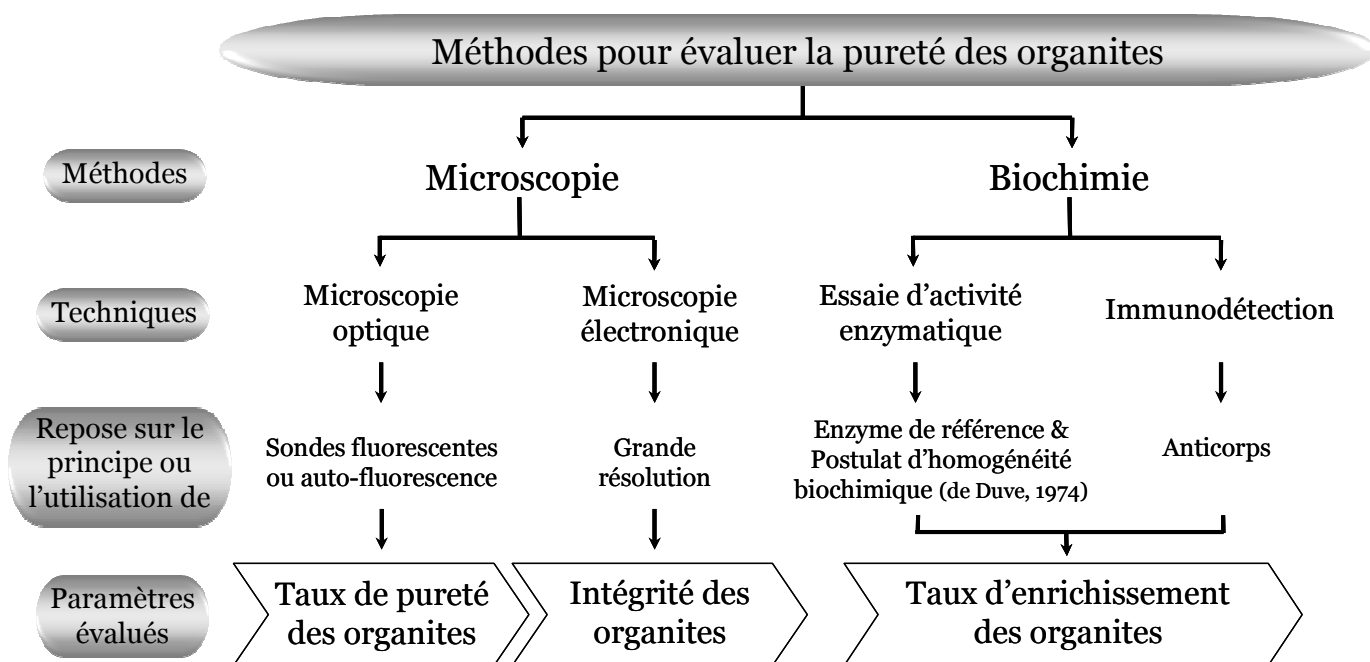 Méthodes pour évaluer la pureté des organites
Méthodes
Microscopie
Biochimie
Techniques
Microscopie
optique
Microscopie
électronique
Essaie d'activité
enzymatique
Immunodétection
Repose sur le
principe ou
l'utilisation de
Sondes fluorescentes
ou auto-fluorescence
Grande
résolution
Enzyme de référence &
Postulat d'homogénéité
biochimique (de Duve, 1974)
Anticorps
Paramètres
évalués
Taux de pureté
des organites
Intégrité des
organites
Taux d'enrichissement
des organites